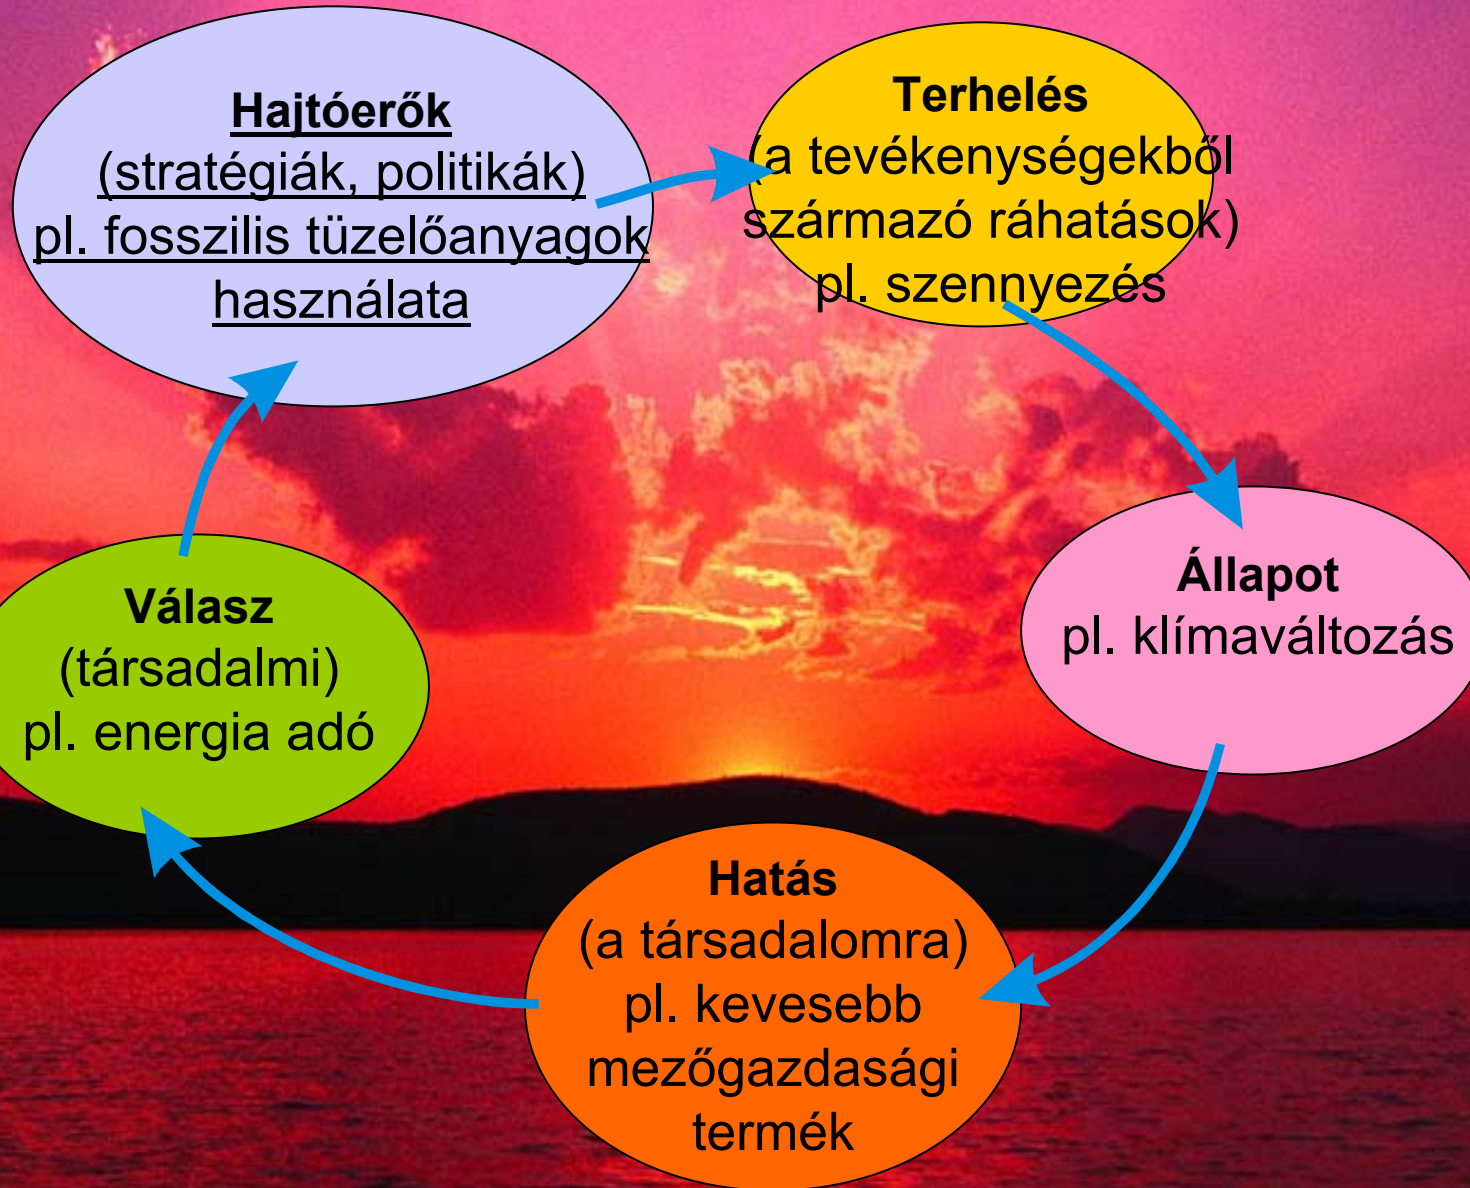 Hajtóerők
(stratégiák, politikák)
pl. fosszilis tüzelőanyagok
használata
Terhelés
(a tevékenységekből
származó ráhatások)
pl. szennyezés
Állapot
pl. klímaváltozás
Hatás
(a társadalomra)
pl. kevesebb
mezőgazdasági
termék
Válasz
(társadalmi)
pl. energia adó